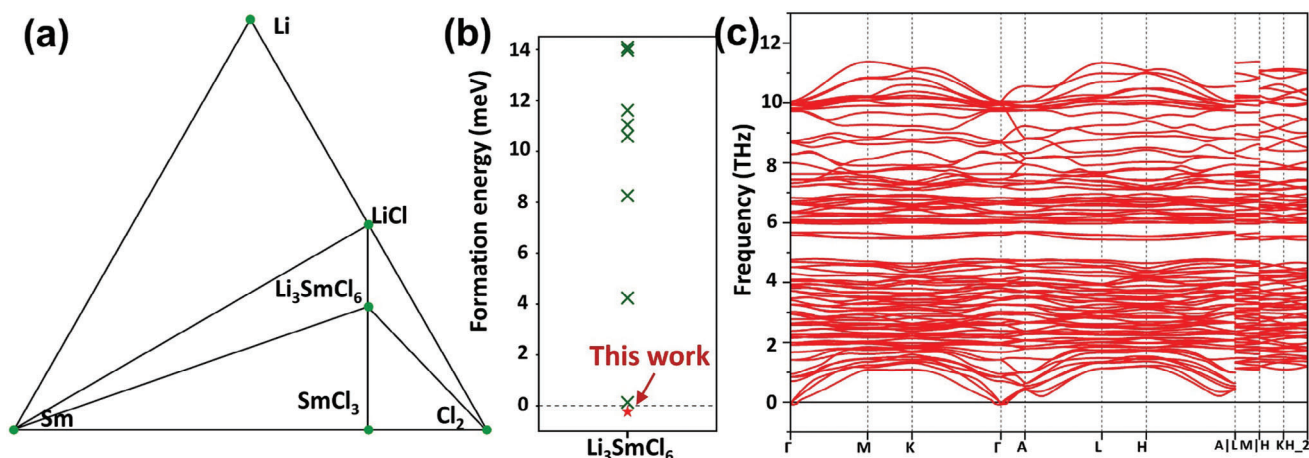 (a)
Li
LiCl
Li₃SmCl₆
SmCl₃
Sm
Cl₂
(b)
Formation energy (meV)
14
12
10
8
6
4
2
0
This work
Li₃SmCl₆
(c)
Frequency (THz)
12
10
8
6
4
2
0
Γ M K Γ A L H A|L M|H K H_2